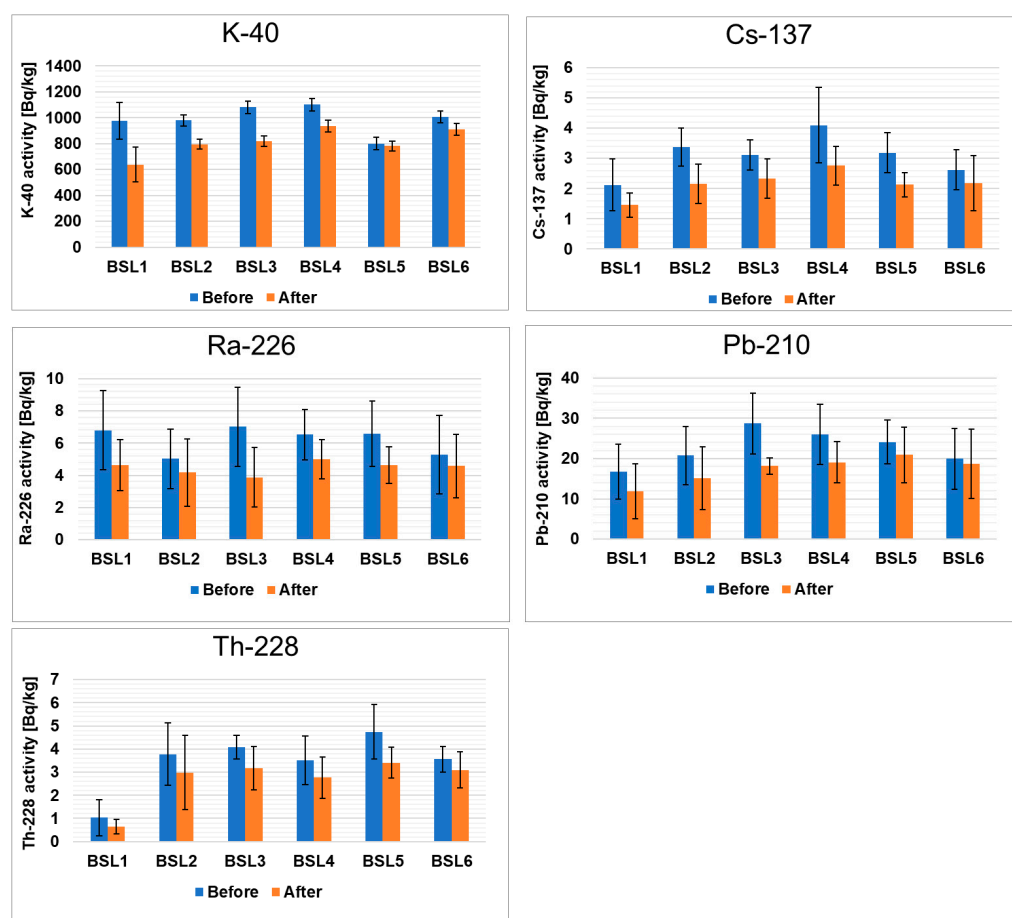 K-40
K-40 activity [Bq/kg]
1400
1200
1000
800
600
400
200
0
BSL1 BSL2 BSL3 BSL4 BSL5 BSL6
Before After
Cs-137
Cs-137 activity [Bq/kg]
6
5
4
3
2
1
0
BSL1 BSL2 BSL3 BSL4 BSL5 BSL6
Before After
Ra-226
Ra-226 activity [Bq/kg]
10
8
6
4
2
0
BSL1 BSL2 BSL3 BSL4 BSL5 BSL6
Before After
Pb-210
Pb-210 activity [Bq/kg]
40
30
20
10
0
BSL1 BSL2 BSL3 BSL4 BSL5 BSL6
Before After
Th-228
Th-228 activity [Bq/kg]
7
6
5
4
3
2
1
0
BSL1 BSL2 BSL3 BSL4 BSL5 BSL6
Before After